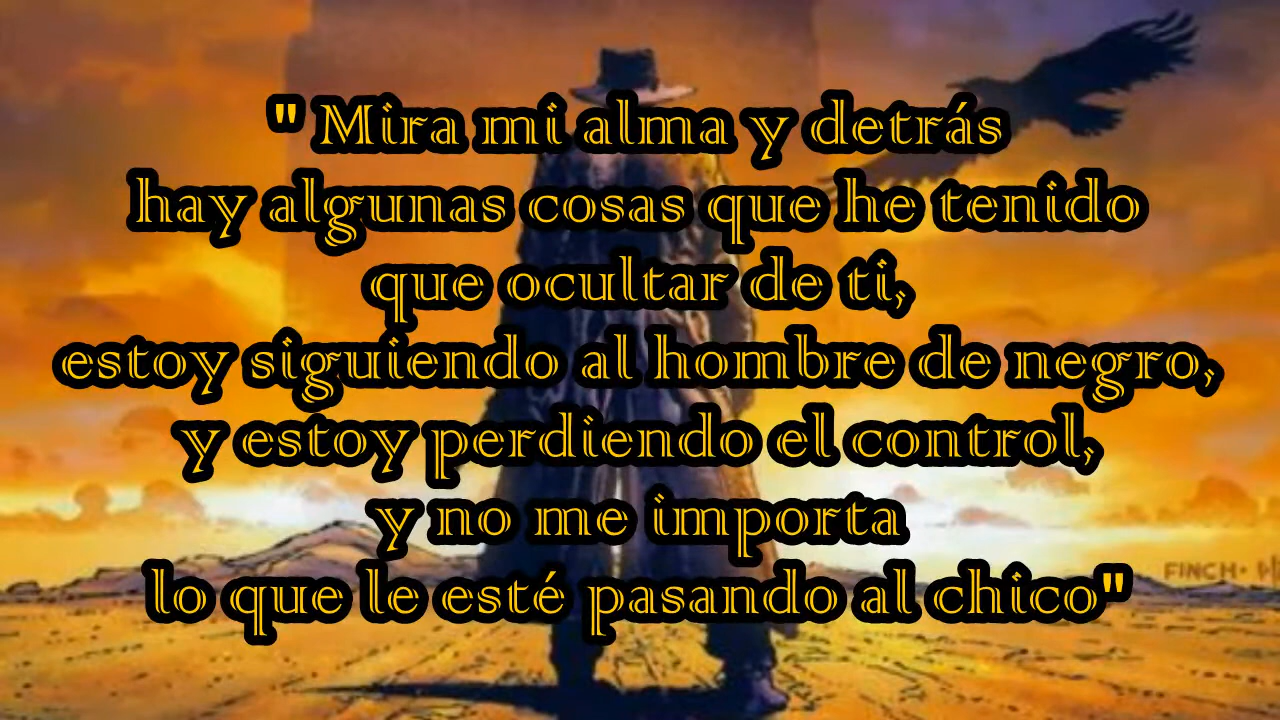 " Mira mi alma y detrás
hay algunas cosas que he tenido
que ocultar de ti,
estoy siguiendo al hombre de negro,
y estoy perdiendo el control,
y no me importa
lo que le esté pasando al chico"
FINCH